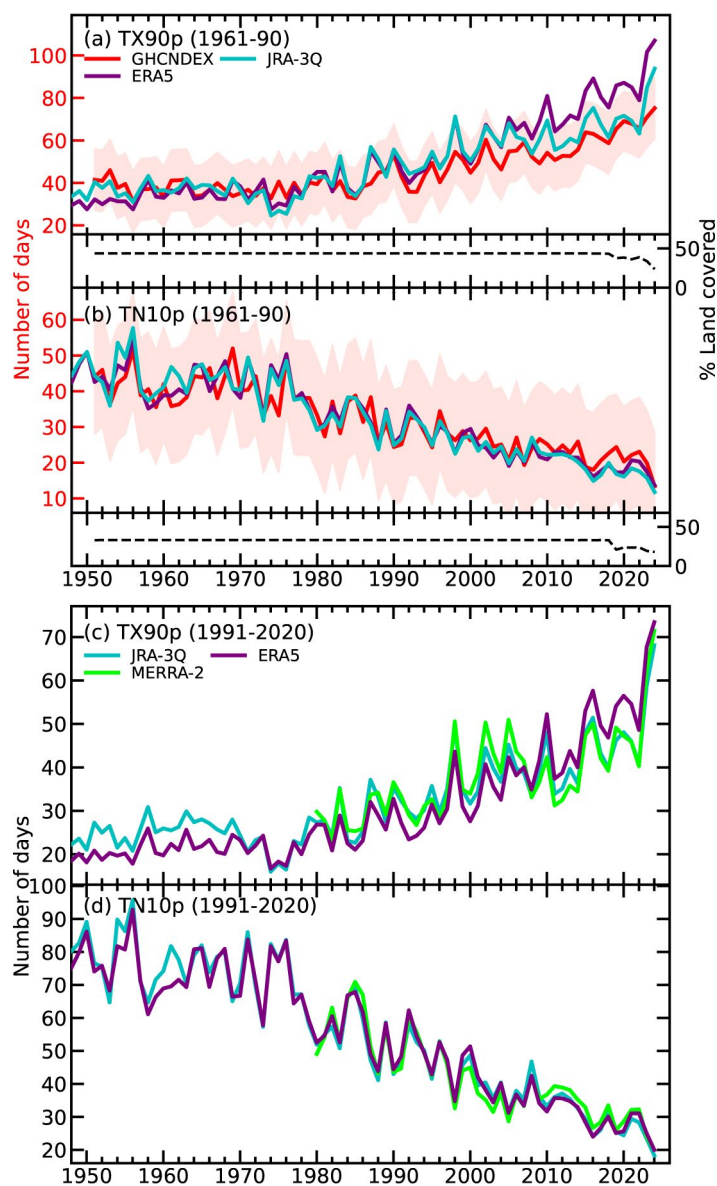 (a) TX90p (1961-90)
GHCNDEX JRA-3Q
ERA5
100
80
60
40
20
50
0
Number of days
% Land covered
(b) TN10p (1961-90)
60
50
40
30
20
10
50
0
1950 1960 1970 1980 1990 2000 2010 2020
(c) TX90p (1991-2020)
JRA-3Q ERA5
MERRA-2
70
60
50
40
30
20
Number of days
100
(d) TN10p (1991-2020)
90
80
70
60
50
40
30
20
1950 1960 1970 1980 1990 2000 2010 2020